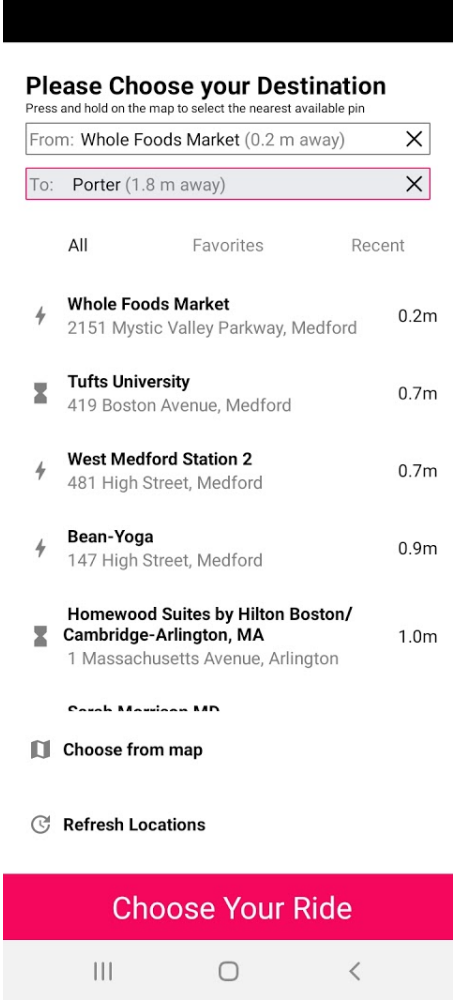 Please Choose your Destination
Press and hold on the map to select the nearest available pin
From: Whole Foods Market (0.2 m away)
To: Porter (1.8 m away)
All Favorites Recent
Whole Foods Market
2151 Mystic Valley Parkway, Medford
0.2m
Tufts University
419 Boston Avenue, Medford
0.7m
West Medford Station 2
481 High Street, Medford
0.7m
Bean-Yoga
147 High Street, Medford
0.9m
Homewood Suites by Hilton Boston/
Cambridge-Arlington, MA
1 Massachusetts Avenue, Arlington
1.0m
Sarah Morrison MD
Choose from map
Refresh Locations
Choose Your Ride